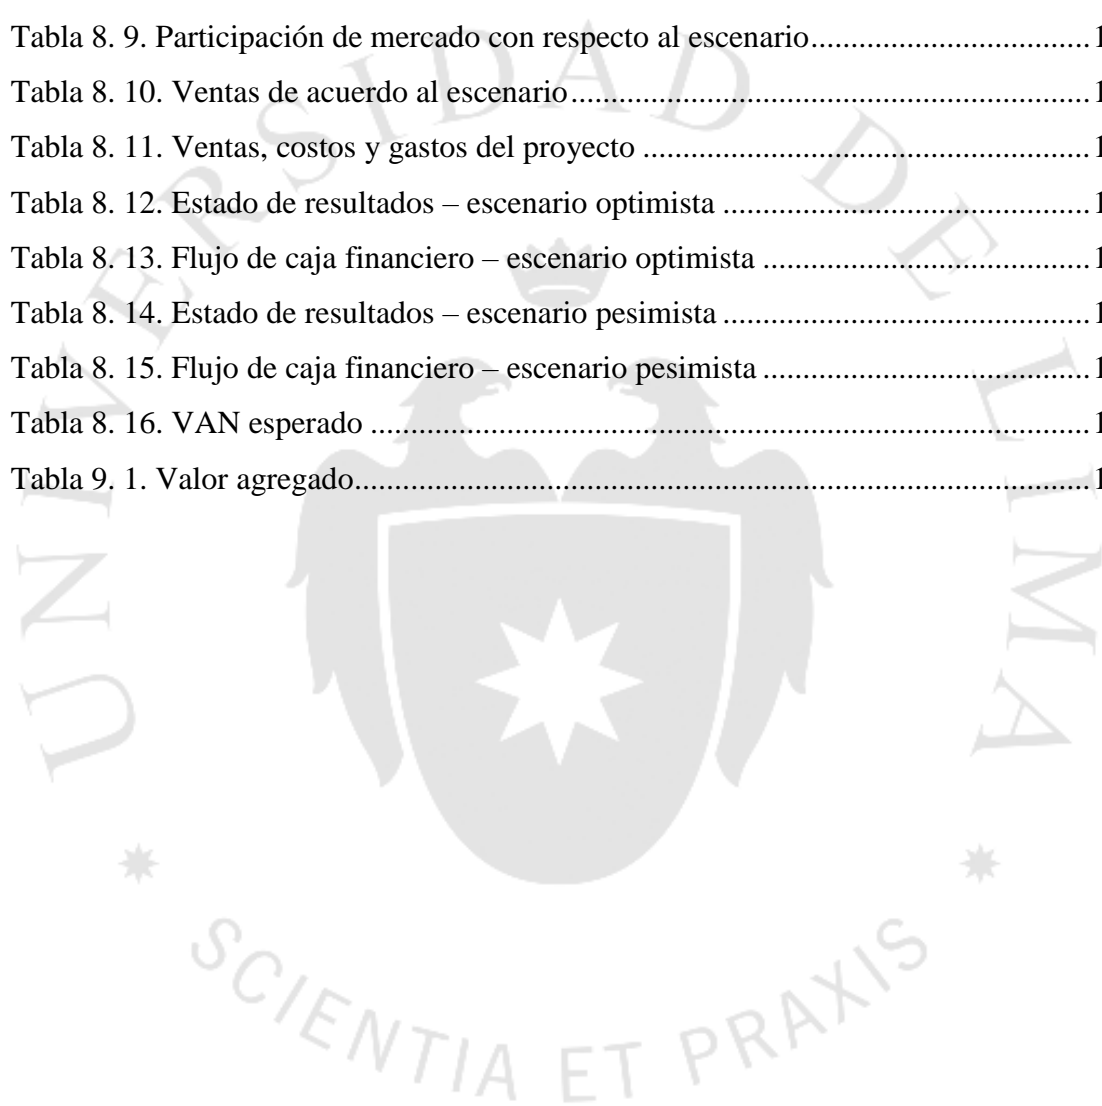 Tabla 8. 9. Participación de mercado con respecto al escenario.................................. 1
Tabla 8. 10. Ventas de acuerdo al escenario................................................................ 1
Tabla 8. 11. Ventas, costos y gastos del proyecto ....................................................... 1
Tabla 8. 12. Estado de resultados – escenario optimista ............................................. 1
Tabla 8. 13. Flujo de caja financiero – escenario optimista ........................................ 1
Tabla 8. 14. Estado de resultados – escenario pesimista ............................................. 1
Tabla 8. 15. Flujo de caja financiero – escenario pesimista ........................................ 1
Tabla 8. 16. VAN esperado ......................................................................................... 1
Tabla 9. 1. Valor agregado........................................................................................... 1
UNIVERSIDAD DE LIMA
SCIENTIA ET PRAXIS